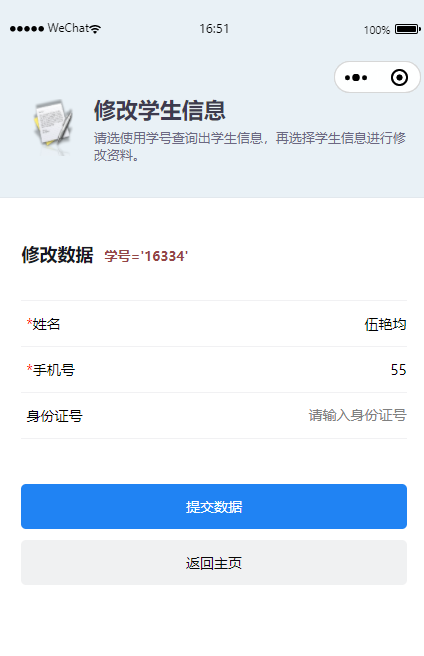 WeChat 16:51 100%
修改学生信息
请选使用学号查询出学生信息，再选择学生信息进行修
改资料。
修改数据 学号='16334'
*姓名 伍艳均
*手机号 55
身份证号 请输入身份证号
提交数据
返回主页